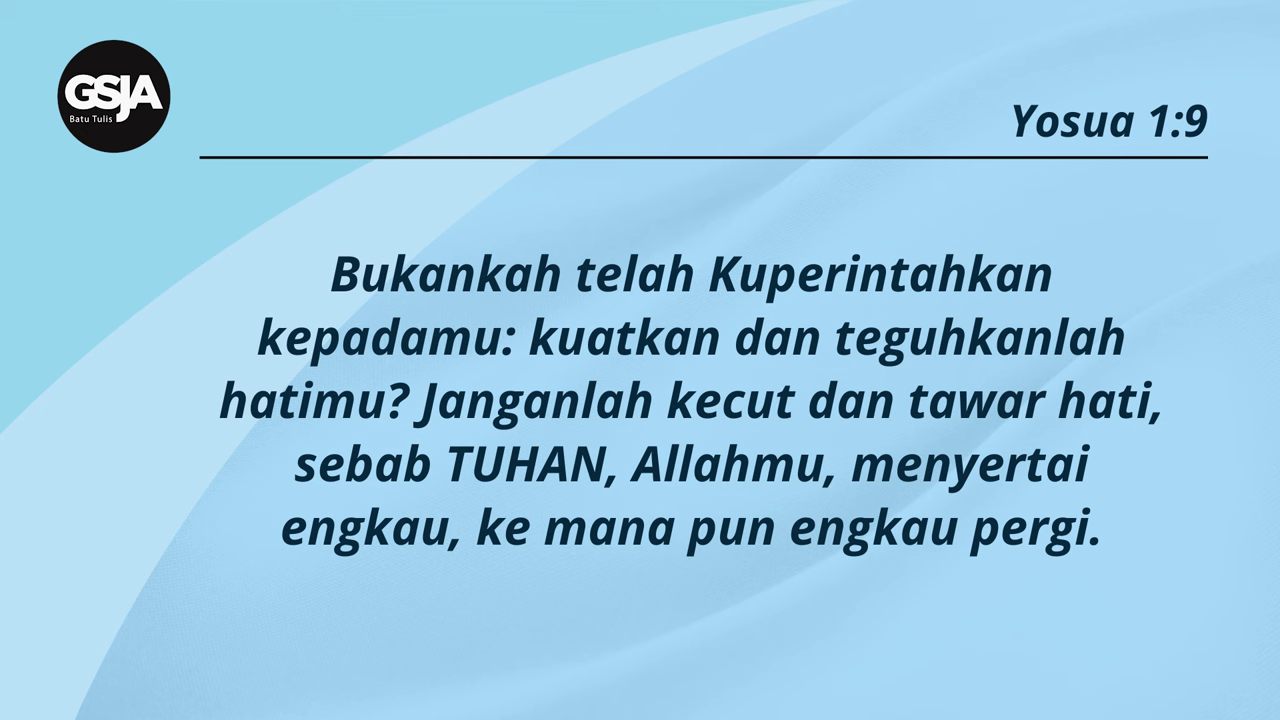 GSJA
Batu Tulis
Yosua 1:9
Bukankah telah Kuperintahkan
kepadamu: kuatkan dan teguhkanlah
hatimu? Janganlah kecut dan tawar hati,
sebab TUHAN, Allahmu, menyertai
engkau, ke mana pun engkau pergi.